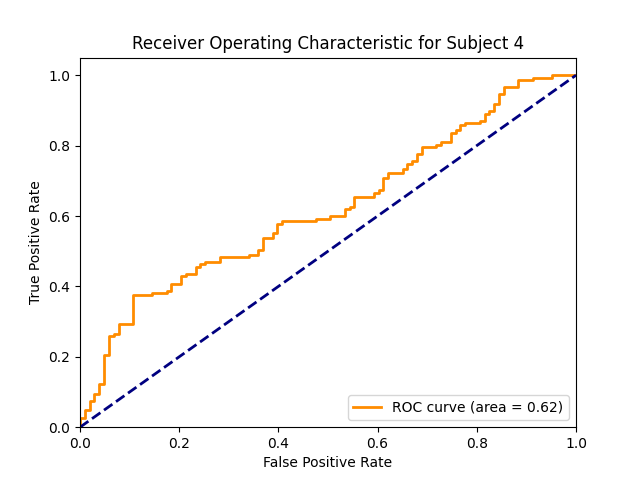 Receiver Operating Characteristic for Subject 4
True Positive Rate
1.0
0.8
0.6
0.4
0.2
0.0
0.0 0.2 0.4 0.6 0.8 1.0
False Positive Rate
ROC curve (area = 0.62)